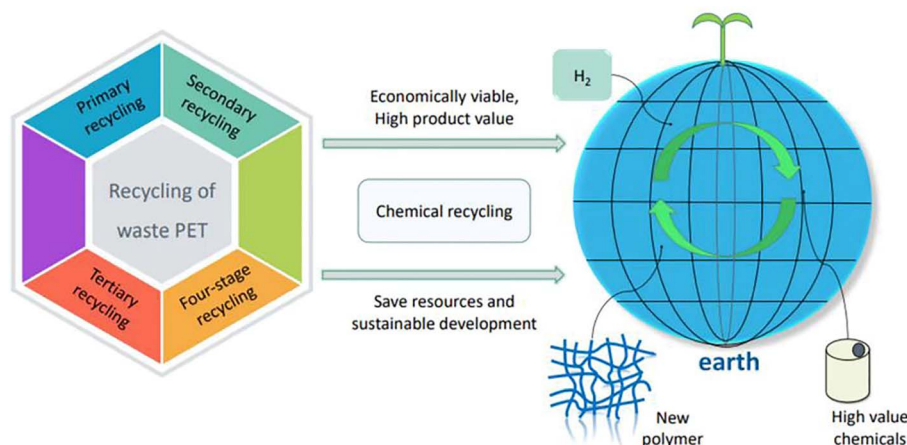 Primary
recycling
Secondary
recycling
Recycling of
waste PET
Tertiary
recycling
Four-stage
recycling
Economically viable,
High product value
Chemical recycling
Save resources and
sustainable development
H₂
earth
New
polymer
High value
chemicals